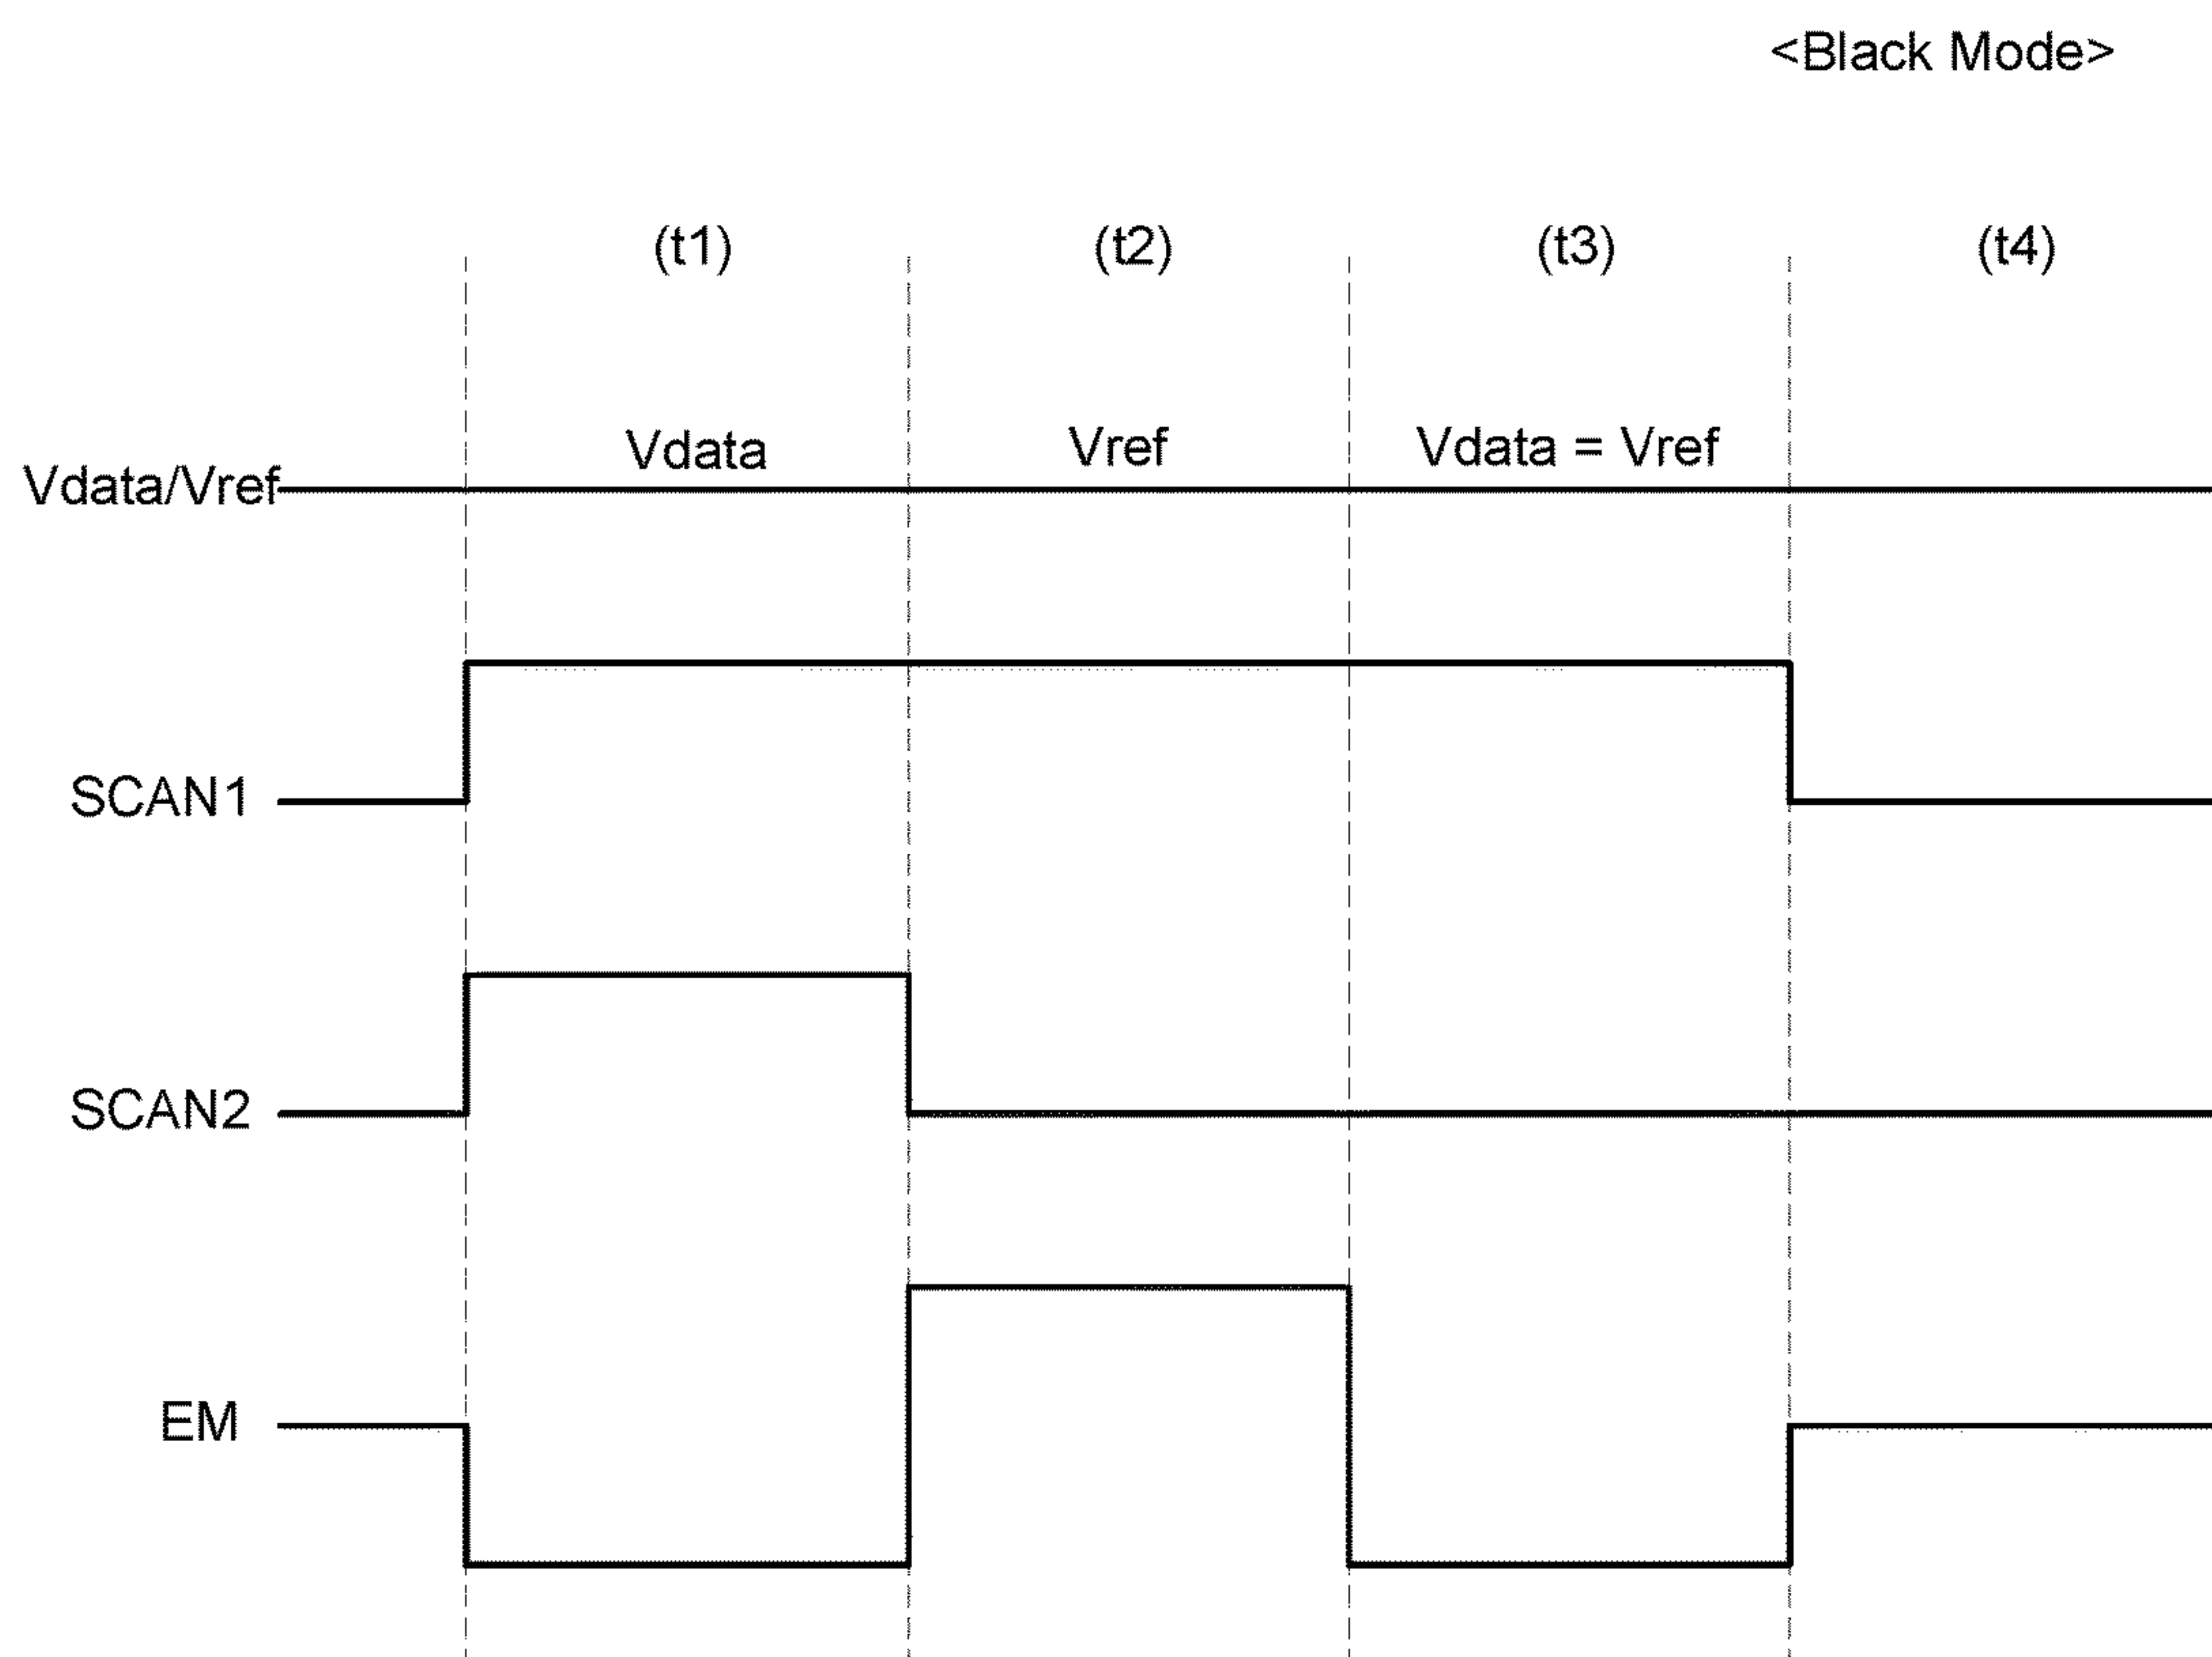 <Black Mode>
(t1) (t2) (t3) (t4)
Vdata Vref Vdata = Vref
Vdata/Vref
SCAN1
SCAN2
EM